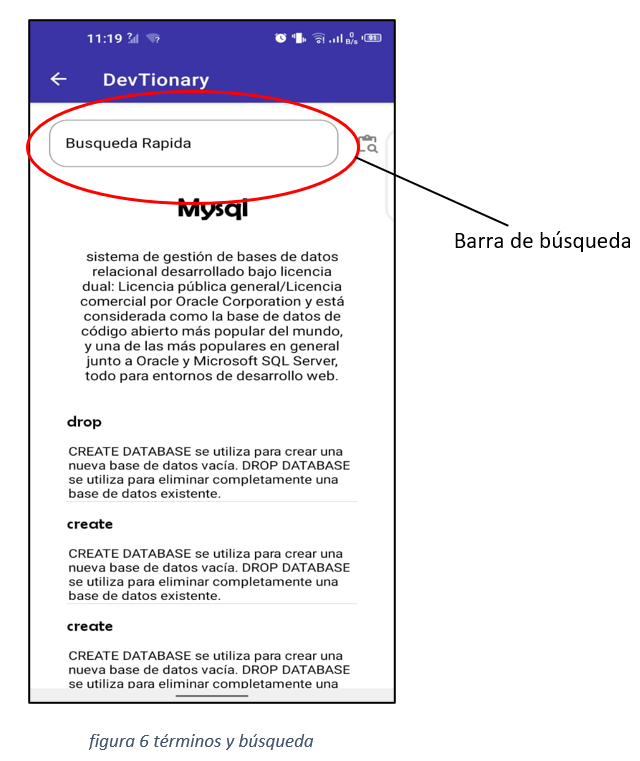 11:19
0
B/s
91
DevTionary
Busqueda Rapida
Barra de búsqueda
Mysql
sistema de gestión de bases de datos
relacional desarrollado bajo licencia
dual: Licencia pública general/Licencia
comercial por Oracle Corporation y está
considerada como la base de datos de
código abierto más popular del mundo,
y una de las más populares en general
junto a Oracle y Microsoft SQL Server,
todo para entornos de desarrollo web.
drop
CREATE DATABASE se utiliza para crear una
nueva base de datos vacía. DROP DATABASE
se utiliza para eliminar completamente una
base de datos existente.
create
CREATE DATABASE se utiliza para crear una
nueva base de datos vacía. DROP DATABASE
se utiliza para eliminar completamente una
base de datos existente.
create
CREATE DATABASE se utiliza para crear una
nueva base de datos vacía. DROP DATABASE
se utiliza para eliminar completamente una
figura 6 términos y búsqueda